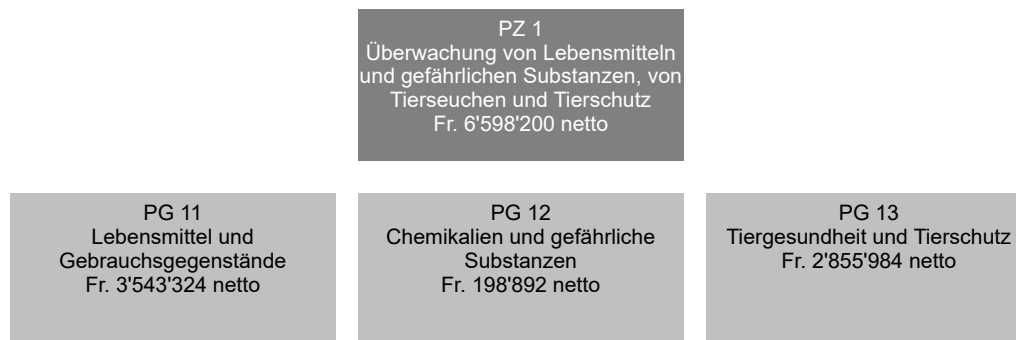 PZ 1
Überwachung von Lebensmitteln
und gefährlichen Substanzen, von
Tierseuchen und Tierschutz
Fr. 6'598'200 netto
PG 11
Lebensmittel und
Gebrauchsgegenstände
Fr. 3'543'324 netto
PG 12
Chemikalien und gefährliche
Substanzen
Fr. 198'892 netto
PG 13
Tiergesundheit und Tierschutz
Fr. 2'855'984 netto